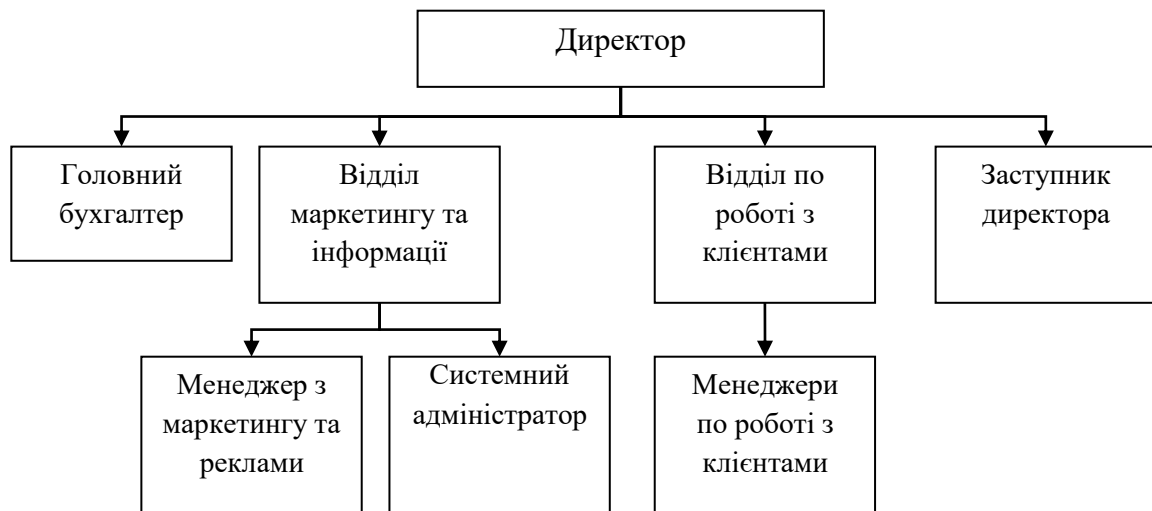 Директор
Головний
бухгалтер
Відділ
маркетингу та
інформації
Відділ по
роботі з
клієнтами
Заступник
директора
Менеджер з
маркетингу та
реклами
Системний
адміністратор
Менеджери
по роботі з
клієнтами